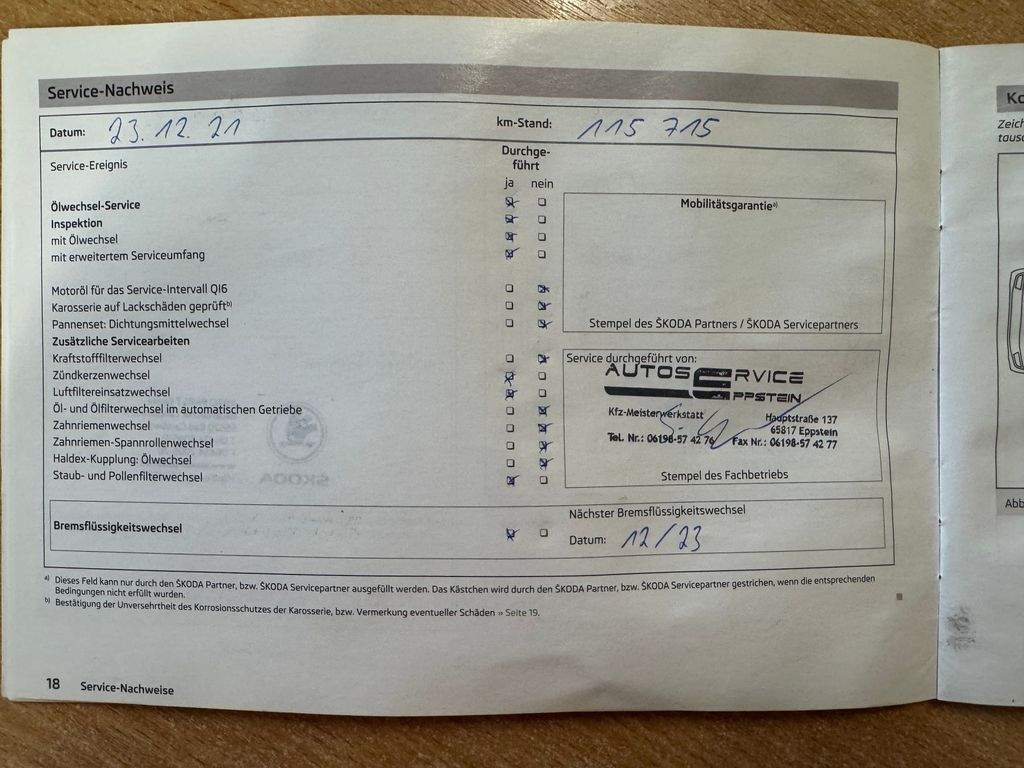 Service-Nachweis
Datum: 23.12.21 km-Stand: 115 715
Service-Ereignis
Durchge-
führt
ja nein
Ölwechsel-Service
Inspektion
mit Ölwechsel
mit erweitertem Serviceumfang
Motoröl für das Service-Intervall QI6
Karosserie auf Lackschäden geprüft b)
Pannenset: Dichtungsmittelwechsel
Zusätzliche Servicearbeiten
Kraftstofffilterwechsel
Zündkerzenwechsel
Luftfiltereinsatzwechsel
Öl- und Ölfilterwechsel im automatischen Getriebe
Zahnriemenwechsel
Zahnriemen-Spannrollenwechsel
Haldex-Kupplung: Ölwechsel
Staub- und Pollenfilterwechsel
Mobilitätsgarantie a)
Stempel des ŠKODA Partners / ŠKODA Servicepartners
Service durchgeführt von:
AUTOSERVICE
EPPSTEIN
Kfz-Meisterwerkstatt Hauptstraße 137
65817 Eppstein
Tel. Nr.: 06198-57 42 76 Fax Nr.: 06198-57 42 77
Stempel des Fachbetriebs
Bremsflüssigkeitswechsel
Nächster Bremsflüssigkeitswechsel
Datum: 12/23
a) Dieses Feld kann nur durch den ŠKODA Partner, bzw. ŠKODA Servicepartner ausgefüllt werden. Das Kästchen wird durch den ŠKODA Partner, bzw. ŠKODA Servicepartner gestrichen, wenn die entsprechenden
Bedingungen nicht erfüllt wurden.
b) Bestätigung der Unversehrtheit des Korrosionsschutzes der Karosserie, bzw. Vermerkung eventueller Schäden » Seite 19.
18 Service-Nachweise
Ko
Zeich
tausc
Abb